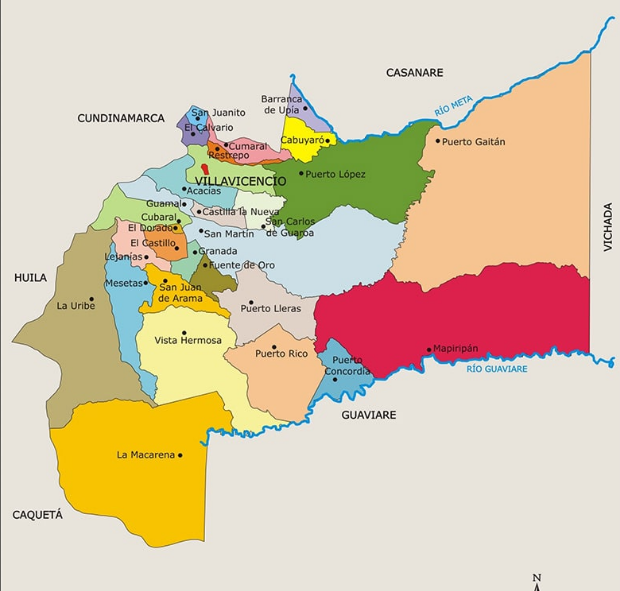 CASANARE
RÍO META
CUNDINAMARCA
San Juanito
Barranca
de Upía
El Calvario
Cumaral
Restrepo
Cabuyaró
Puerto Gaitán
VILLAVICENCIO
Puerto López
Acacías
Guamal
Castilla la Nueva
Cubaral
San Carlos
de Guaroa
El Dorado
San Martín
VICHADA
El Castillo
Granada
Lejanías
Fuente de Oro
HUILA
Mesetas
San Juan
de Arama
La Uribe
Puerto Lleras
Vista Hermosa
Puerto Rico
Mapiripán
Puerto
Concordia
RÍO GUAVIARE
GUAVIARE
La Macarena
CAQUETÁ
N